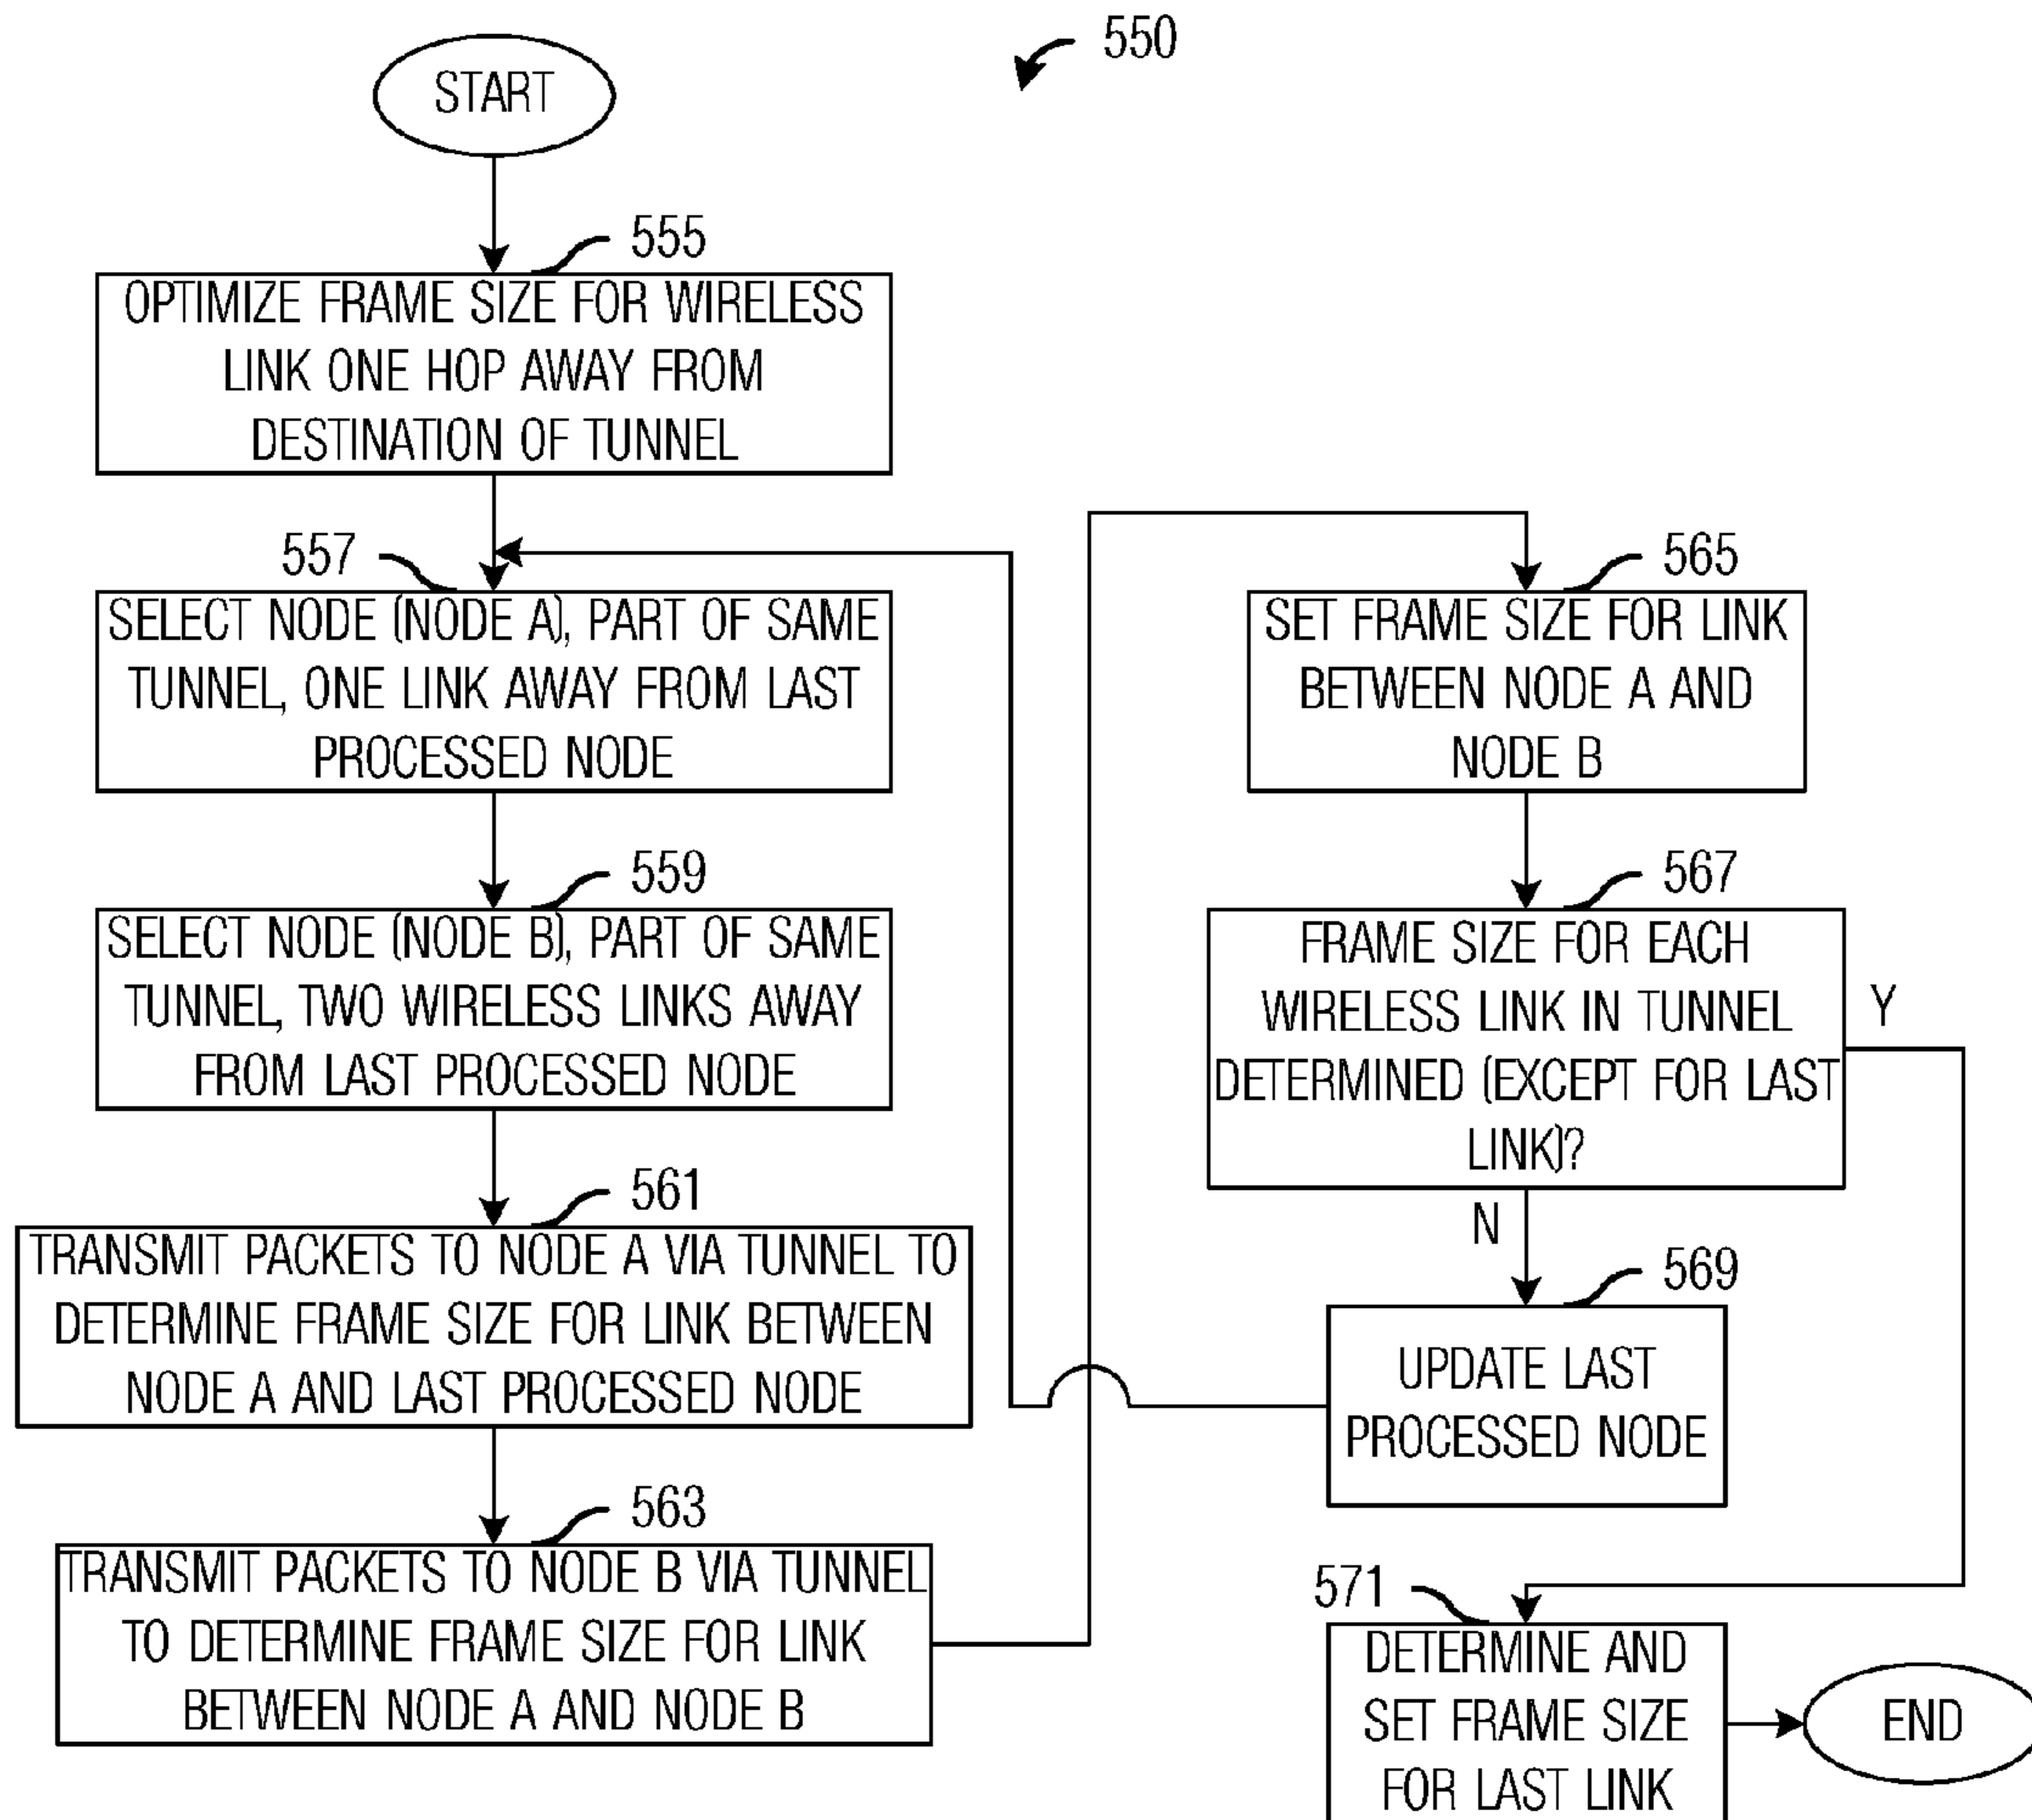 550
START
555
OPTIMIZE FRAME SIZE FOR WIRELESS
LINK ONE HOP AWAY FROM
DESTINATION OF TUNNEL
557
SELECT NODE (NODE A), PART OF SAME
TUNNEL, ONE LINK AWAY FROM LAST
PROCESSED NODE
559
SELECT NODE (NODE B), PART OF SAME
TUNNEL, TWO WIRELESS LINKS AWAY
FROM LAST PROCESSED NODE
561
TRANSMIT PACKETS TO NODE A VIA TUNNEL TO
DETERMINE FRAME SIZE FOR LINK BETWEEN
NODE A AND LAST PROCESSED NODE
563
TRANSMIT PACKETS TO NODE B VIA TUNNEL
TO DETERMINE FRAME SIZE FOR LINK
BETWEEN NODE A AND NODE B
565
SET FRAME SIZE FOR LINK
BETWEEN NODE A AND
NODE B
567
FRAME SIZE FOR EACH
WIRELESS LINK IN TUNNEL
DETERMINED (EXCEPT FOR LAST
LINK)?
Y
N
569
UPDATE LAST
PROCESSED NODE
571
DETERMINE AND
SET FRAME SIZE
FOR LAST LINK
END